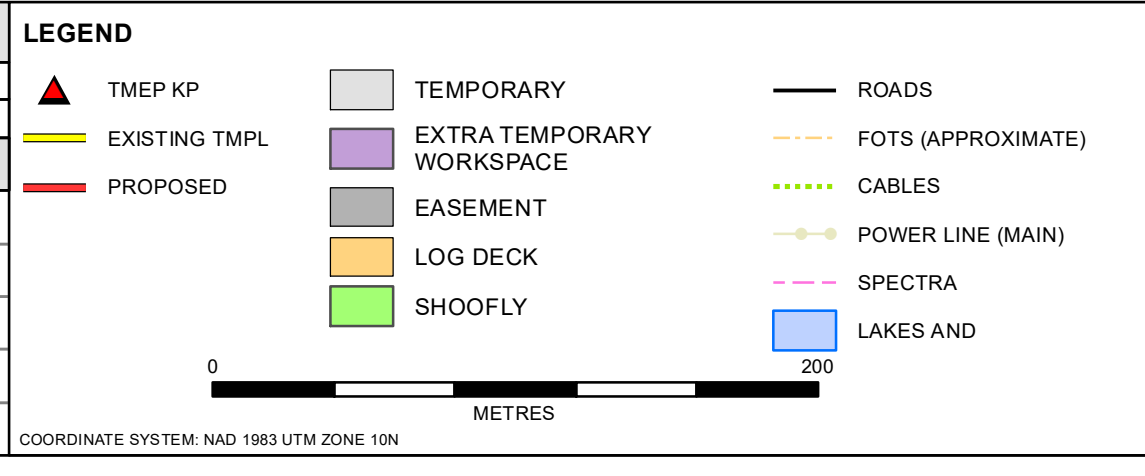 LEGEND
TMEP KP
EXISTING TMPL
PROPOSED
TEMPORARY
EXTRA TEMPORARY
WORKSPACE
EASEMENT
LOG DECK
SHOOFLY
ROADS
FOTS (APPROXIMATE)
CABLES
POWER LINE (MAIN)
SPECTRA
LAKES AND
0 200
METRES
COORDINATE SYSTEM: NAD 1983 UTM ZONE 10N